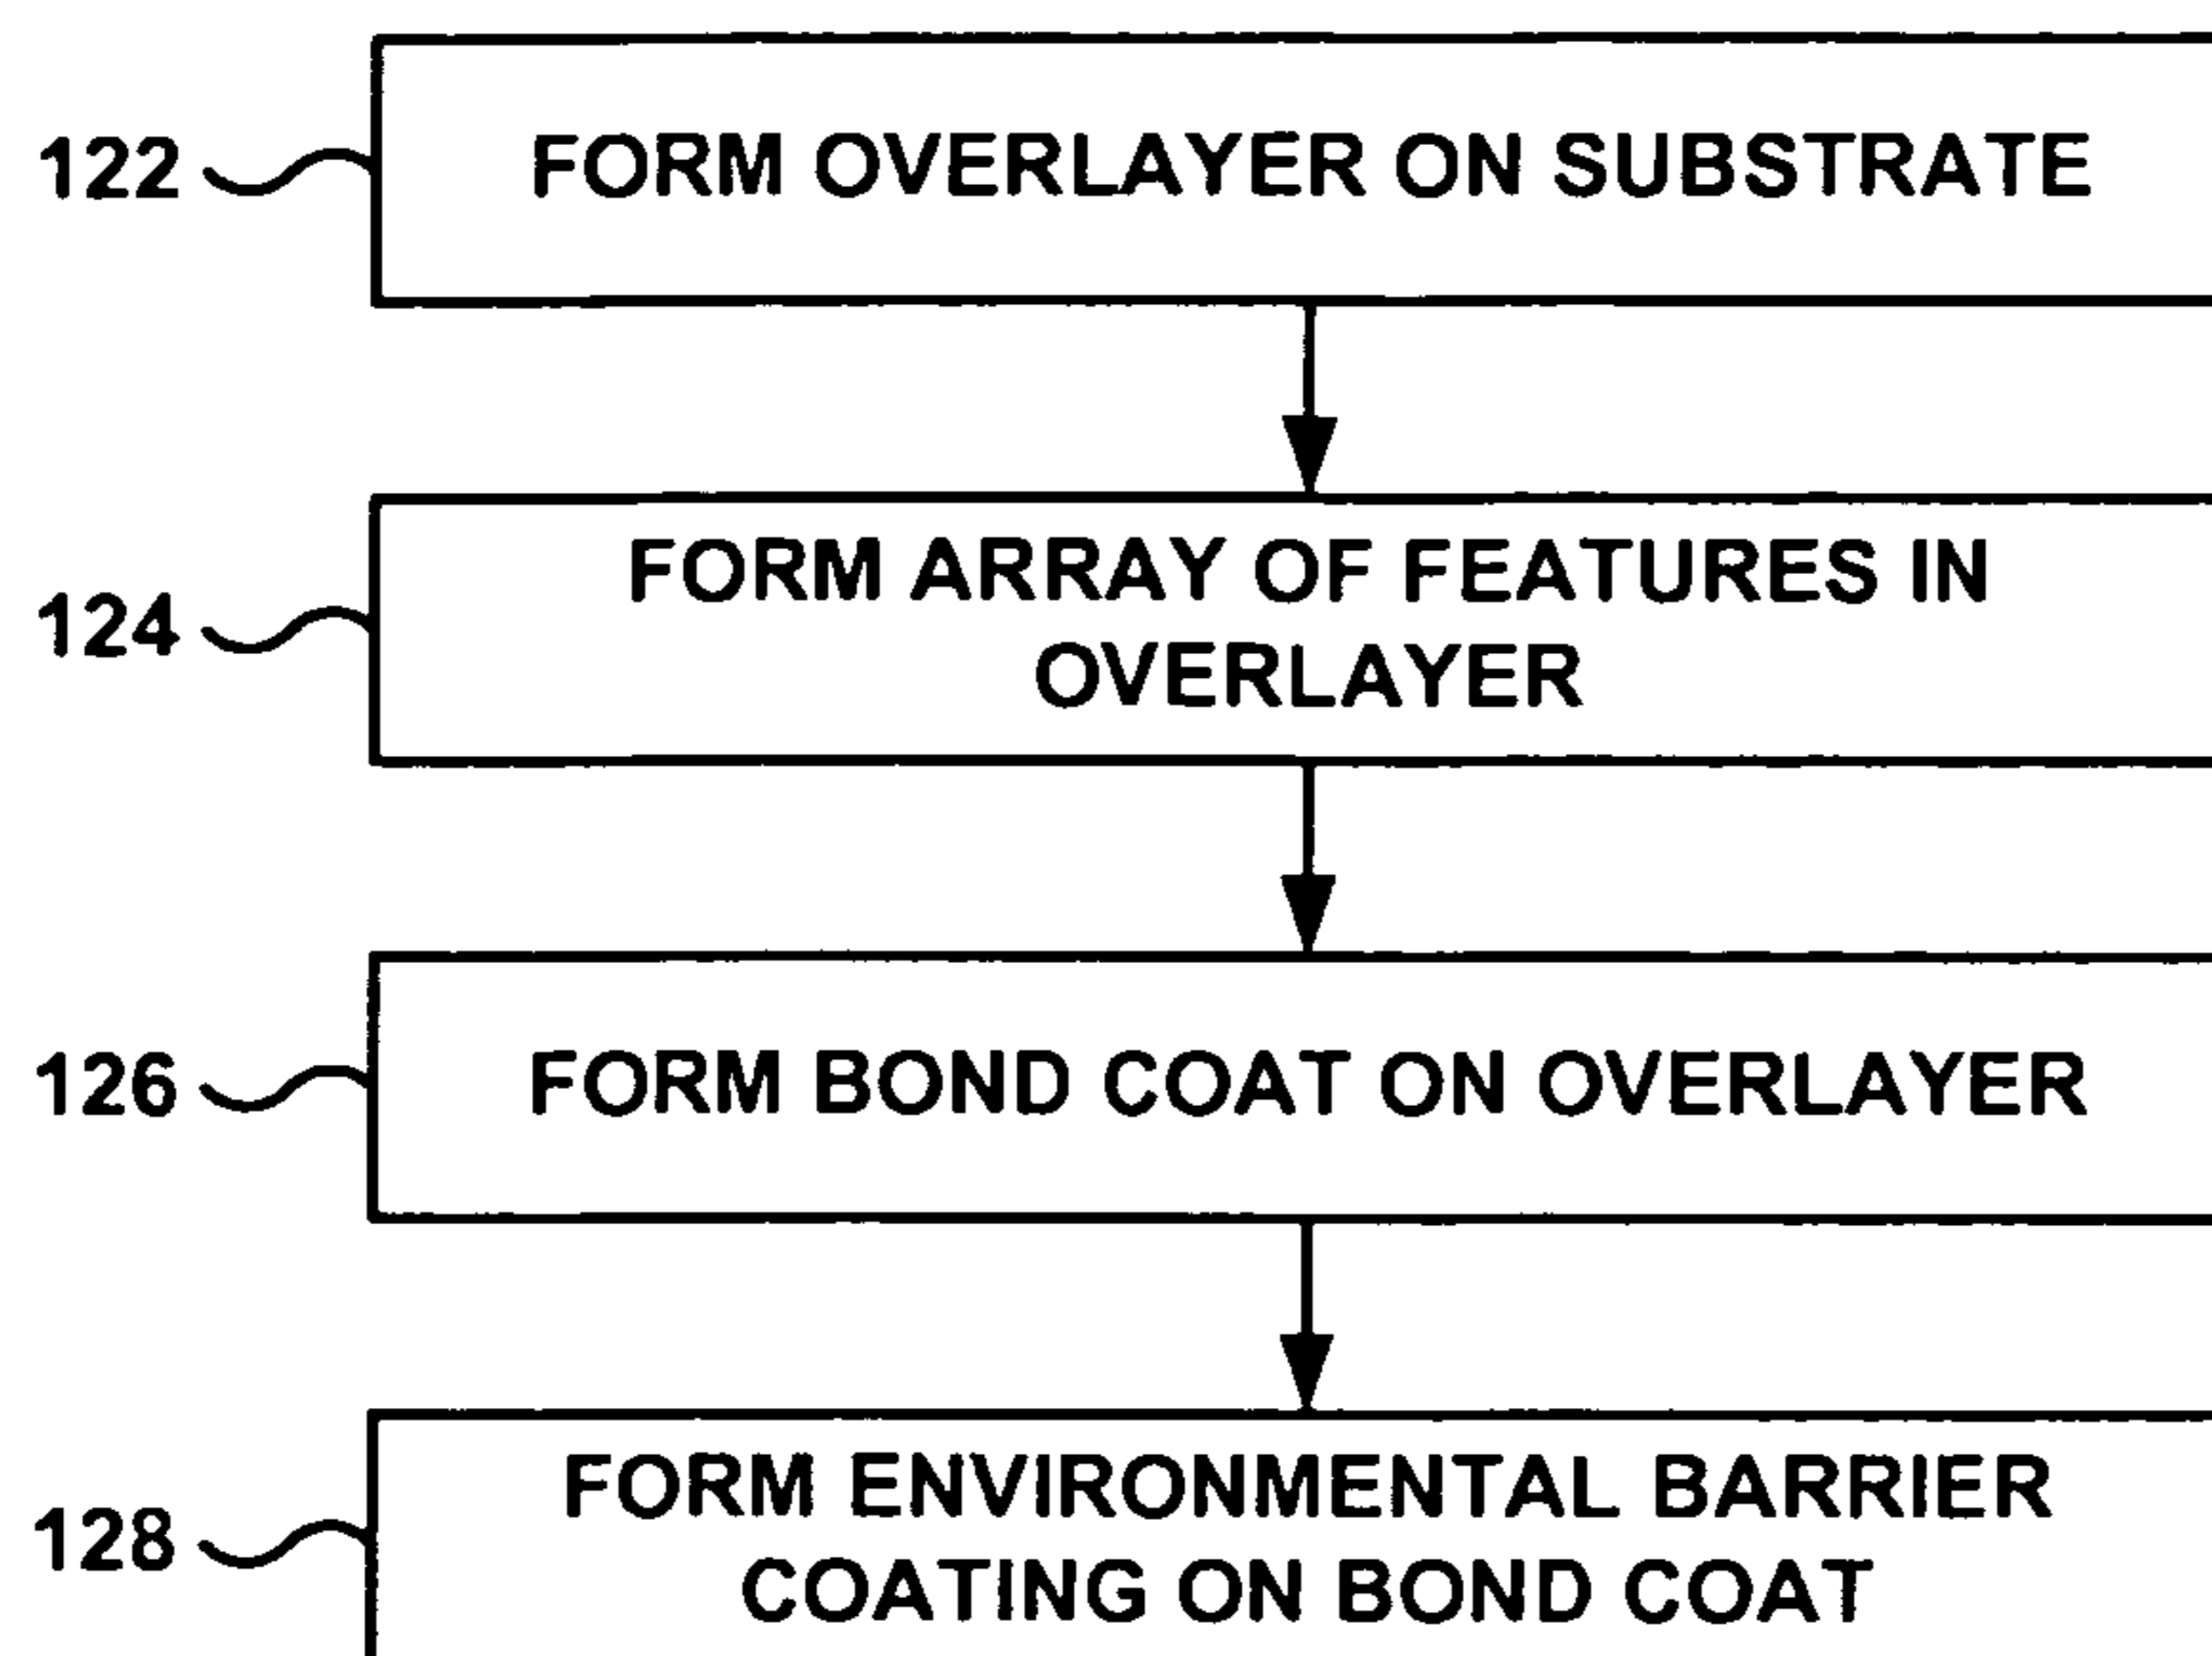 122 FORM OVERLAYER ON SUBSTRATE
FORM ARRAY OF FEATURES IN
124
OVERLAYER
126 FORM BOND COAT ON OVERLAYER
FORM ENVIRONMENTAL BARRIER
128
COATING ON BOND COAT